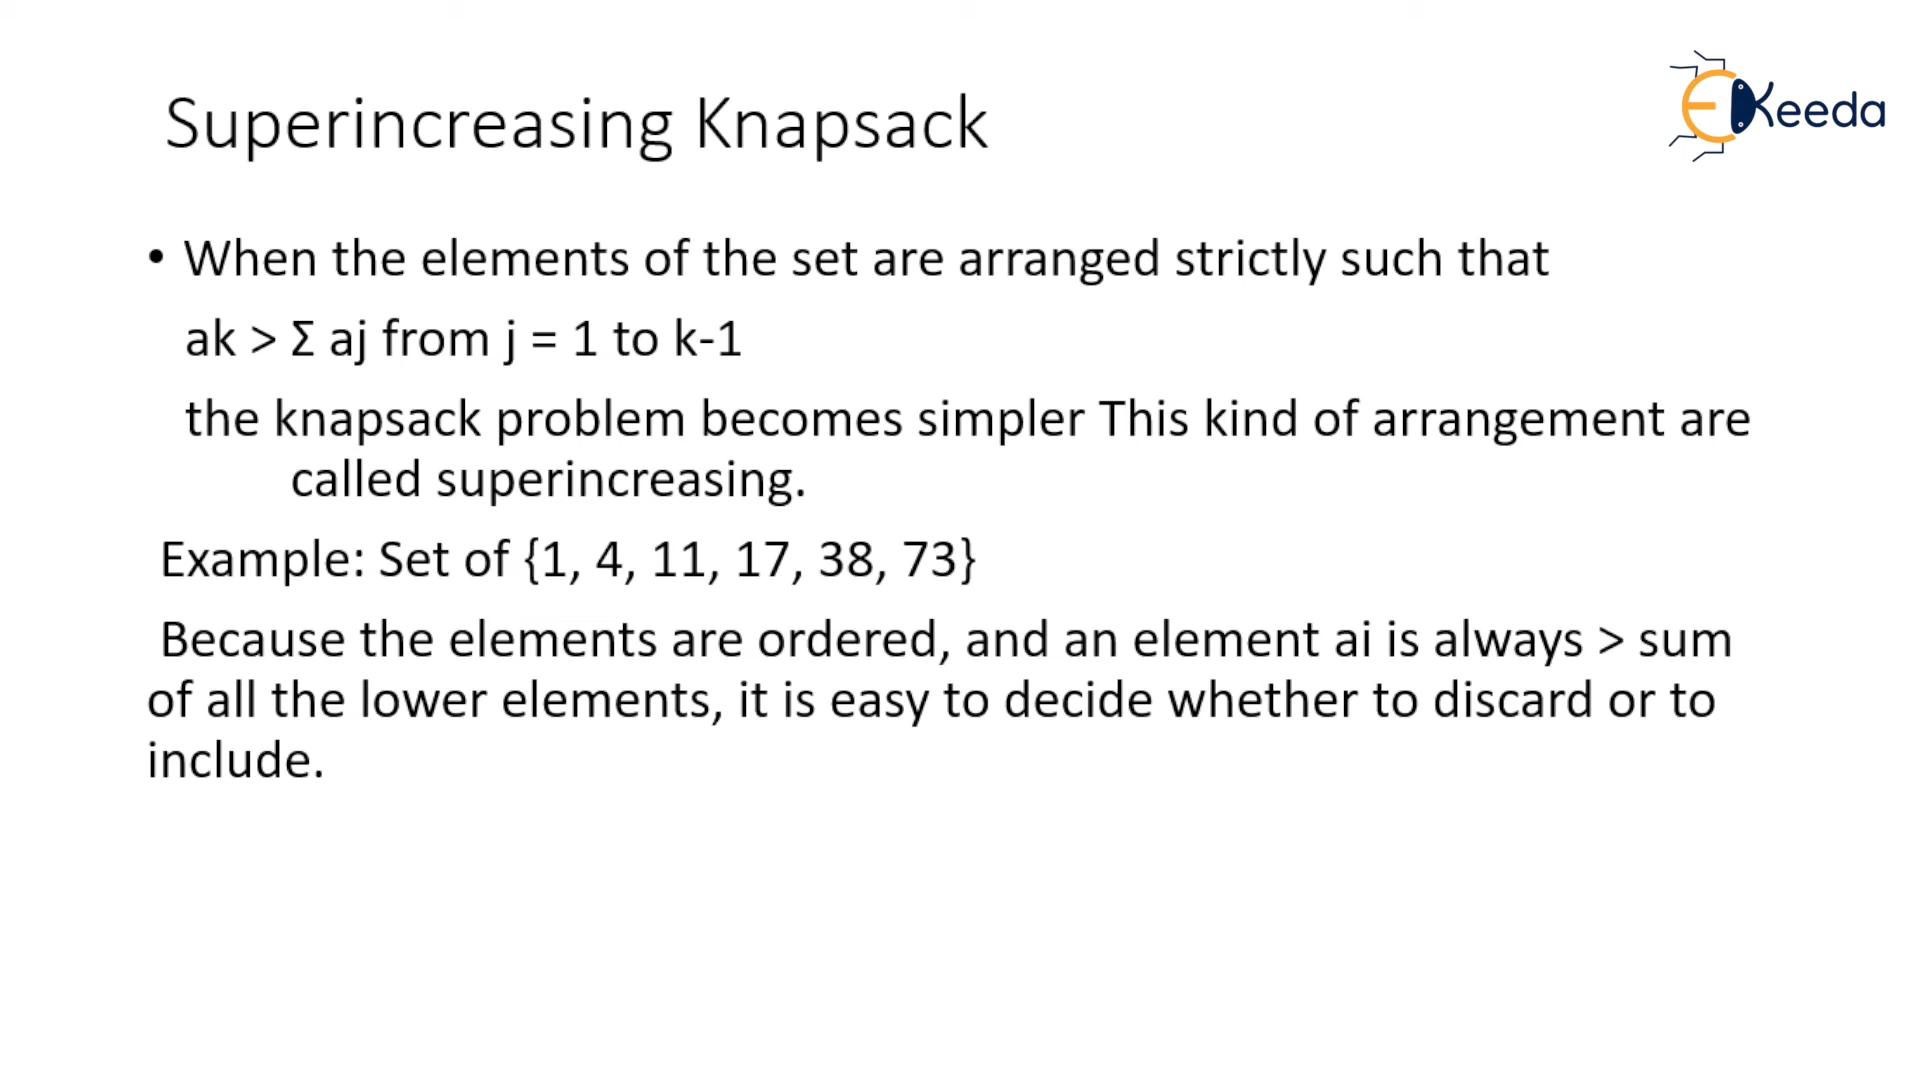 Superincreasing Knapsack
EKeeda
• When the elements of the set are arranged strictly such that
ak > Σ aj from j = 1 to k-1
the knapsack problem becomes simpler This kind of arrangement are
called superincreasing.
Example: Set of {1, 4, 11, 17, 38, 73}
Because the elements are ordered, and an element ai is always > sum
of all the lower elements, it is easy to decide whether to discard or to
include.